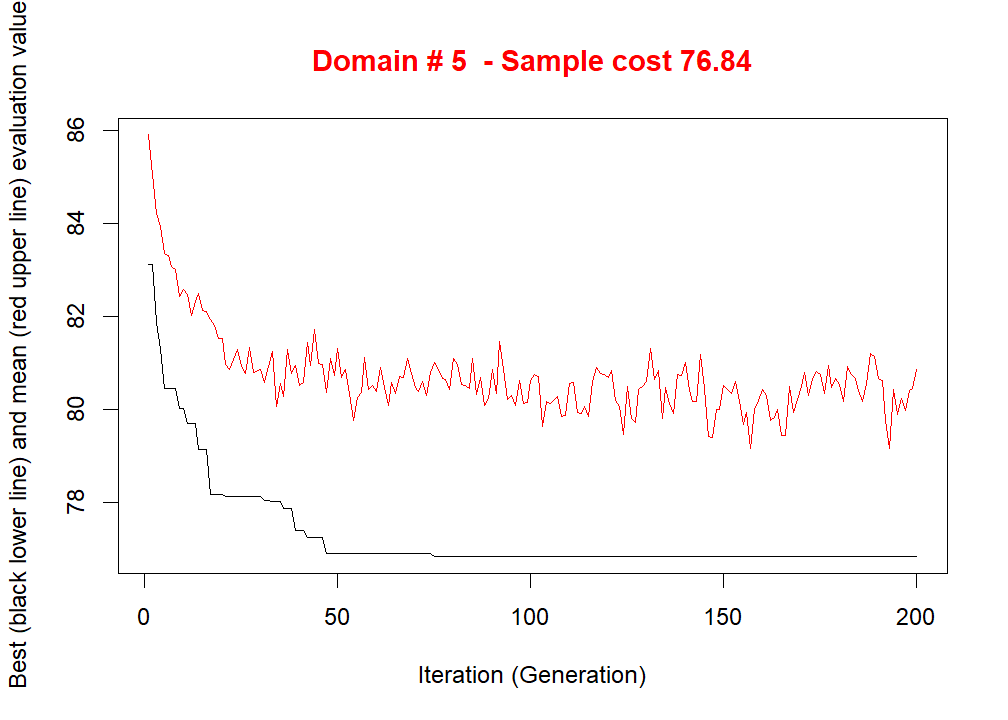 Domain # 5  - Sample cost 76.84
Best (black lower line) and mean (red upper line) evaluation value
86
84
82
80
78
0 50 100 150 200
Iteration (Generation)